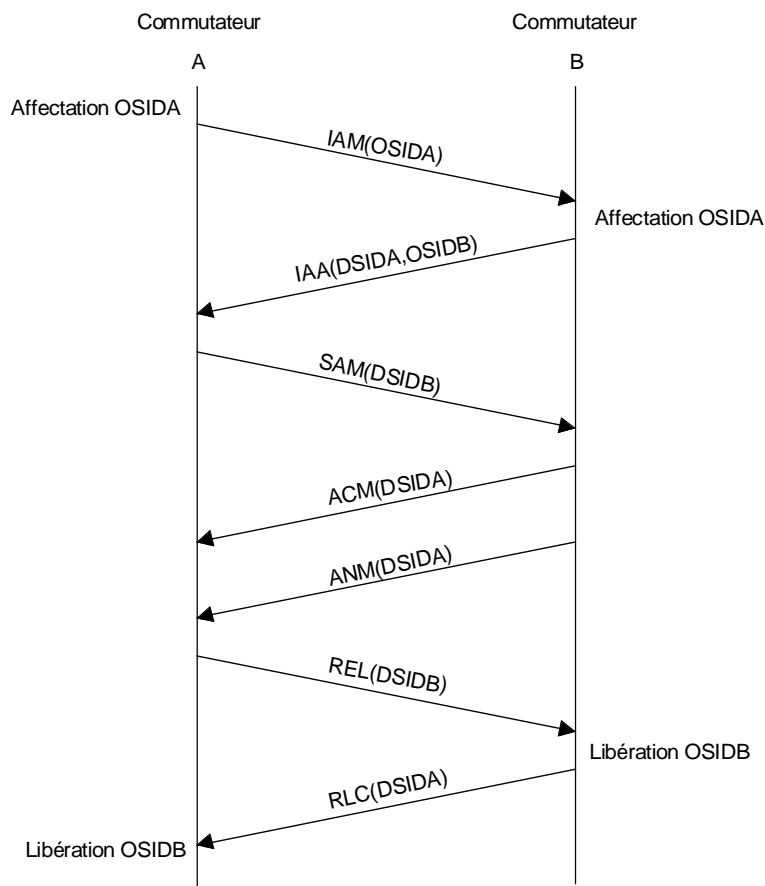 Commutateur
A
Commutateur
B
Affectation OSIDA
IAM(OSIDA)
Affectation OSIDA
IAA(DSIDA,OSIDB)
SAM(DSIDB)
ACM(DSIDA)
ANM(DSIDA)
REL(DSIDB)
Libération OSIDB
RLC(DSIDA)
Libération OSIDB